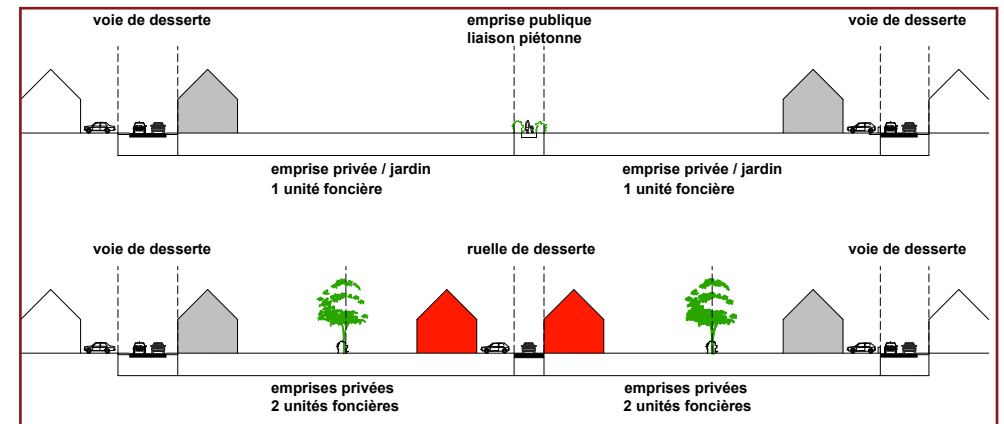 voie de desserte
emprise publique
liaison piétonne
voie de desserte
emprise privée / jardin
1 unité foncière
emprise privée / jardin
1 unité foncière
voie de desserte
ruelle de desserte
voie de desserte
emprises privées
2 unités foncières
emprises privées
2 unités foncières